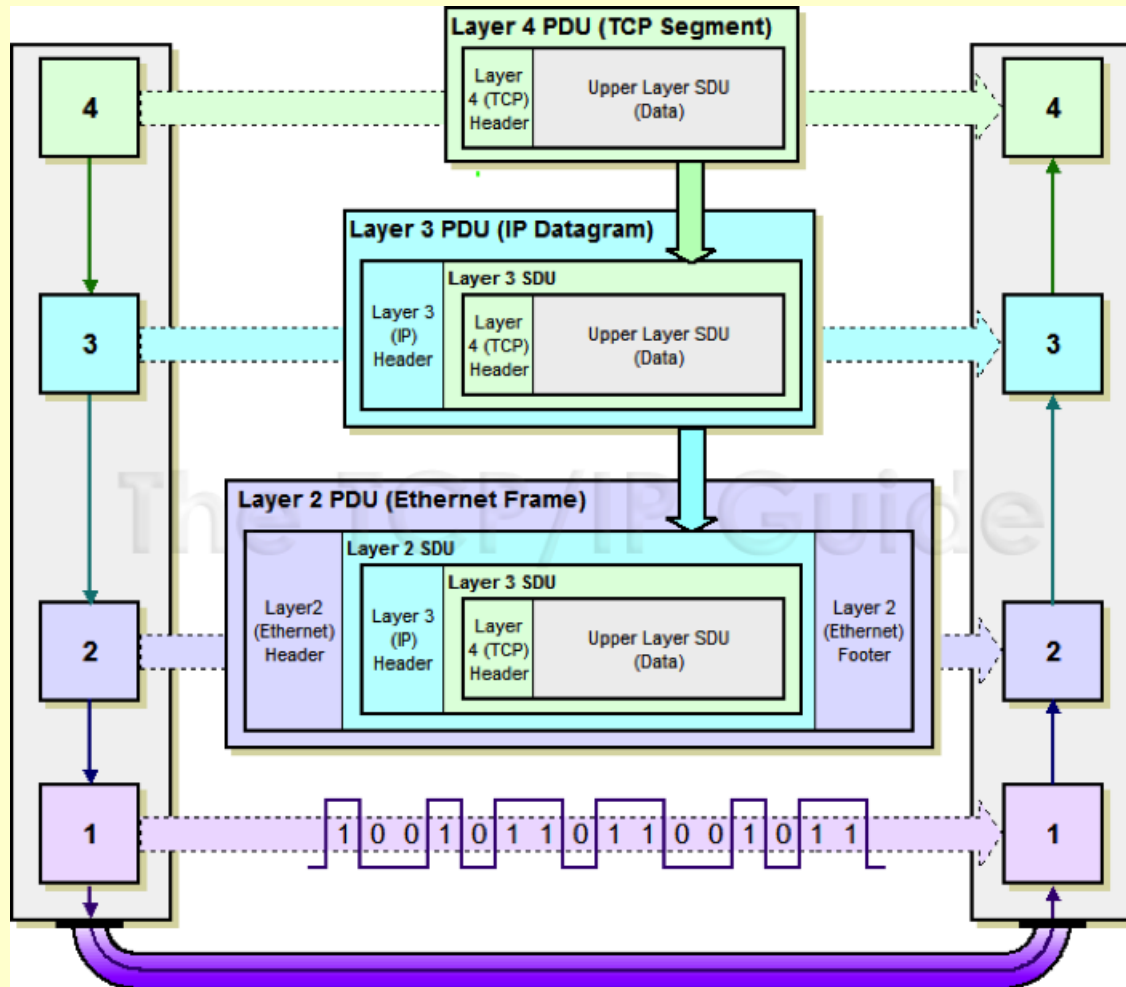 Layer 4 PDU (TCP Segment)
Layer
4 (TCP)
Header
Upper Layer SDU
(Data)
4
4
Layer 3 PDU (IP Datagram)
Layer 3 SDU
Layer 3
(IP)
Header
Layer
4 (TCP)
Header
Upper Layer SDU
(Data)
3
3
The TCP/IP Guide
Layer 2 PDU (Ethernet Frame)
Layer 2 SDU
Layer 3 SDU
Layer2
(Ethernet)
Header
Layer 3
(IP)
Header
Layer
4 (TCP)
Header
Upper Layer SDU
(Data)
Layer 2
(Ethernet)
Footer
2
2
1
1 0 0 1 0 1 1 0 1 1 0 0 1 0 1 1
1